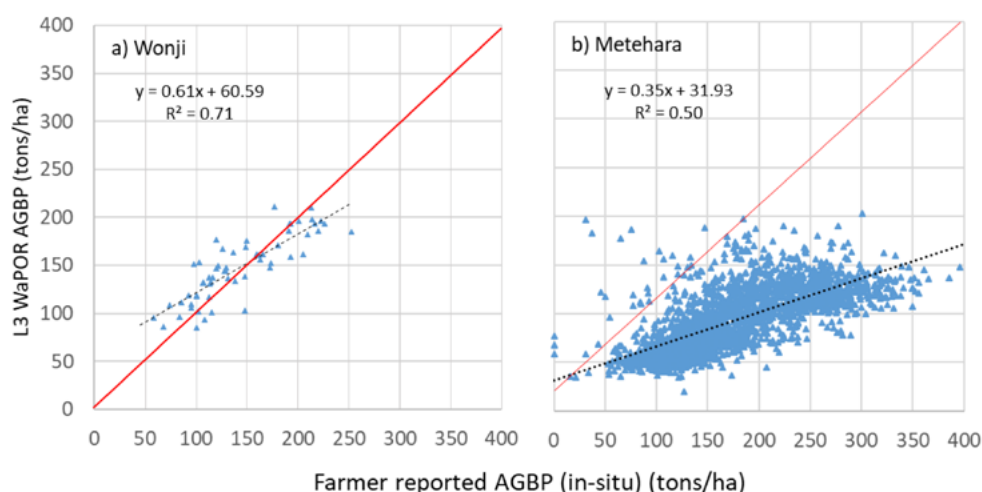 a) Wonji
y = 0.61x + 60.59
R² = 0.71
b) Metehara
y = 0.35x + 31.93
R² = 0.50
L3 WaPOR AGBP (tons/ha)
400
350
300
250
200
150
100
50
0
0 50 100 150 200 250 300 350 400
0 50 100 150 200 250 300 350 400
Farmer reported AGBP (in-situ) (tons/ha)